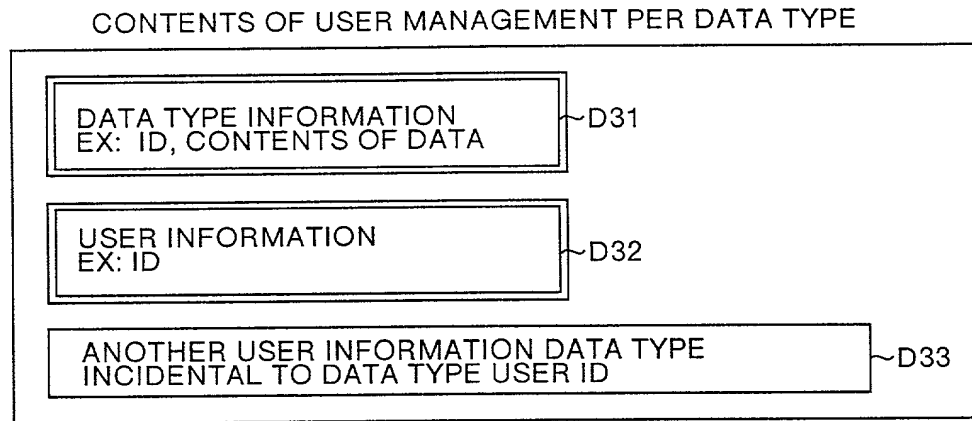 CONTENTS OF USER MANAGEMENT PER DATA TYPE
DATA TYPE INFORMATION
EX: ID, CONTENTS OF DATA
D31
USER INFORMATION
EX: ID
D32
ANOTHER USER INFORMATION DATA TYPE
INCIDENTAL TO DATA TYPE USER ID
D33